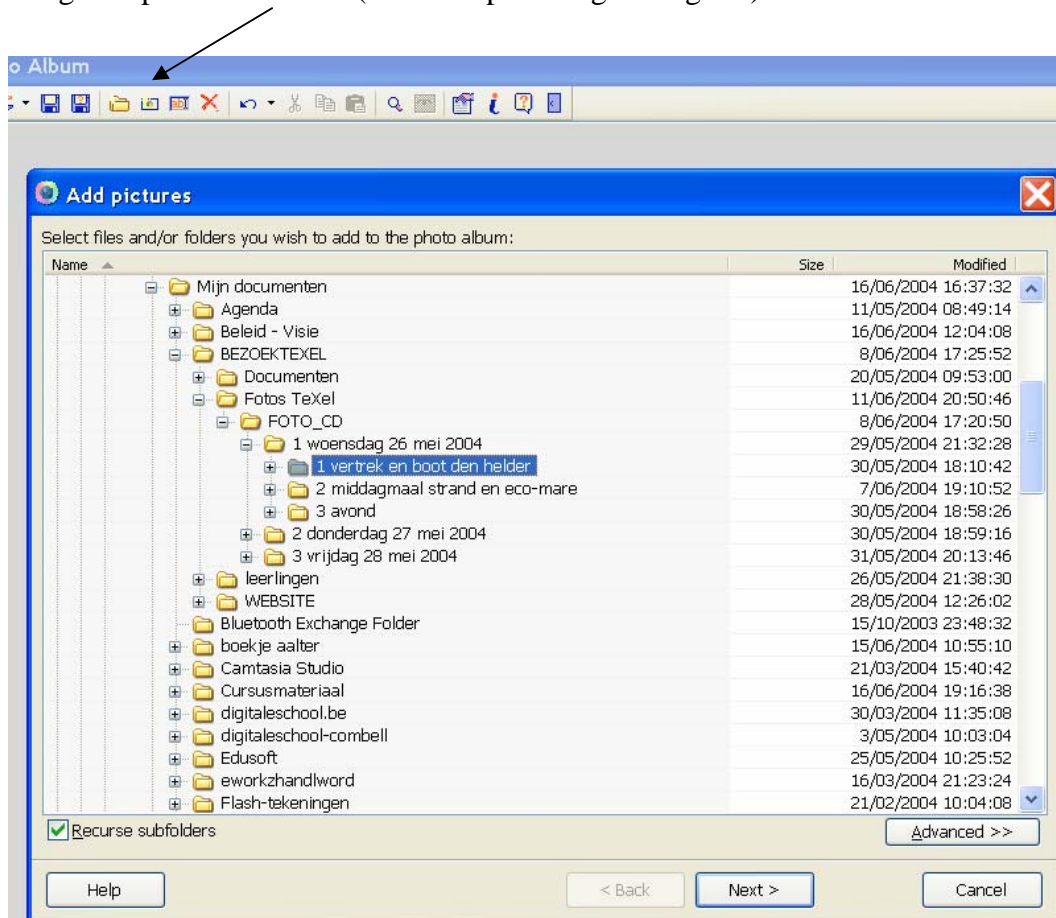 Album
Add pictures
Select files and/or folders you wish to add to the photo album:
Name Size Modified
Mijn documenten 16/06/2004 16:37:32
Agenda 11/05/2004 08:49:14
Beleid - Visie 16/06/2004 12:04:08
BEZOEKTEXEL 8/06/2004 17:25:52
Documenten 20/05/2004 09:53:00
Fotos TeXel 11/06/2004 20:50:46
FOTO_CD 8/06/2004 17:20:50
1 woensdag 26 mei 2004 29/05/2004 21:32:28
1 vertrek en boot den helder 30/05/2004 18:10:42
2 middagmaal strand en eco-mare 7/06/2004 19:10:52
3 avond 30/05/2004 18:58:26
2 donderdag 27 mei 2004 30/05/2004 18:59:16
3 vrijdag 28 mei 2004 31/05/2004 20:13:46
leerlingen 26/05/2004 21:38:30
WEBSITE 28/05/2004 12:26:02
Bluetooth Exchange Folder 15/10/2003 23:48:32
boekje aalter 15/06/2004 10:55:10
Camtasia Studio 21/03/2004 15:40:42
Cursusmateriaal 16/06/2004 19:16:38
digitaleschool.be 30/03/2004 11:35:08
digitaleschool-combell 3/05/2004 10:03:04
Edusoft 25/05/2004 10:25:52
eworkzhandlword 16/03/2004 21:23:24
Flash-tekeningen 21/02/2004 10:04:08
Recurse subfolders Advanced >>
Help < Back Next > Cancel